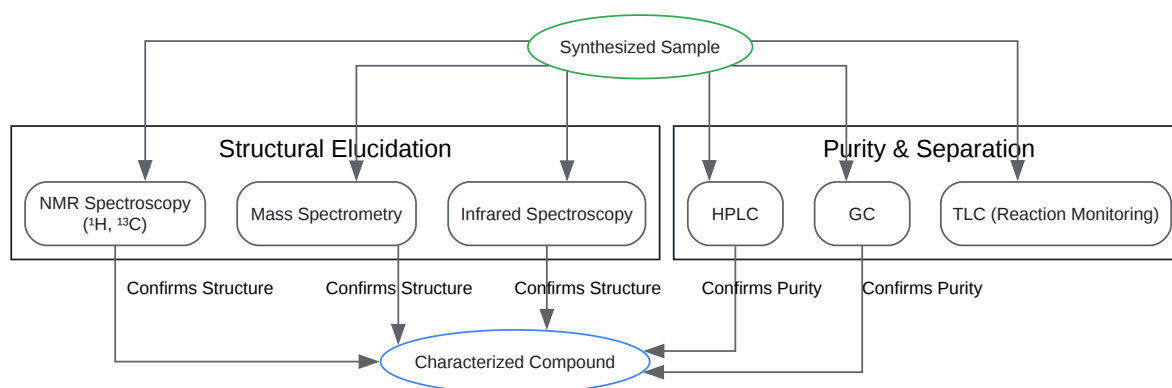 Synthesized Sample
Structural Elucidation
Purity & Separation
NMR Spectroscopy
(¹H, ¹³C)
Mass Spectrometry
Infrared Spectroscopy
HPLC
GC
TLC (Reaction Monitoring)
Confirms Structure
Confirms Structure
Confirms Structure
Confirms Purity
Confirms Purity
Characterized Compound